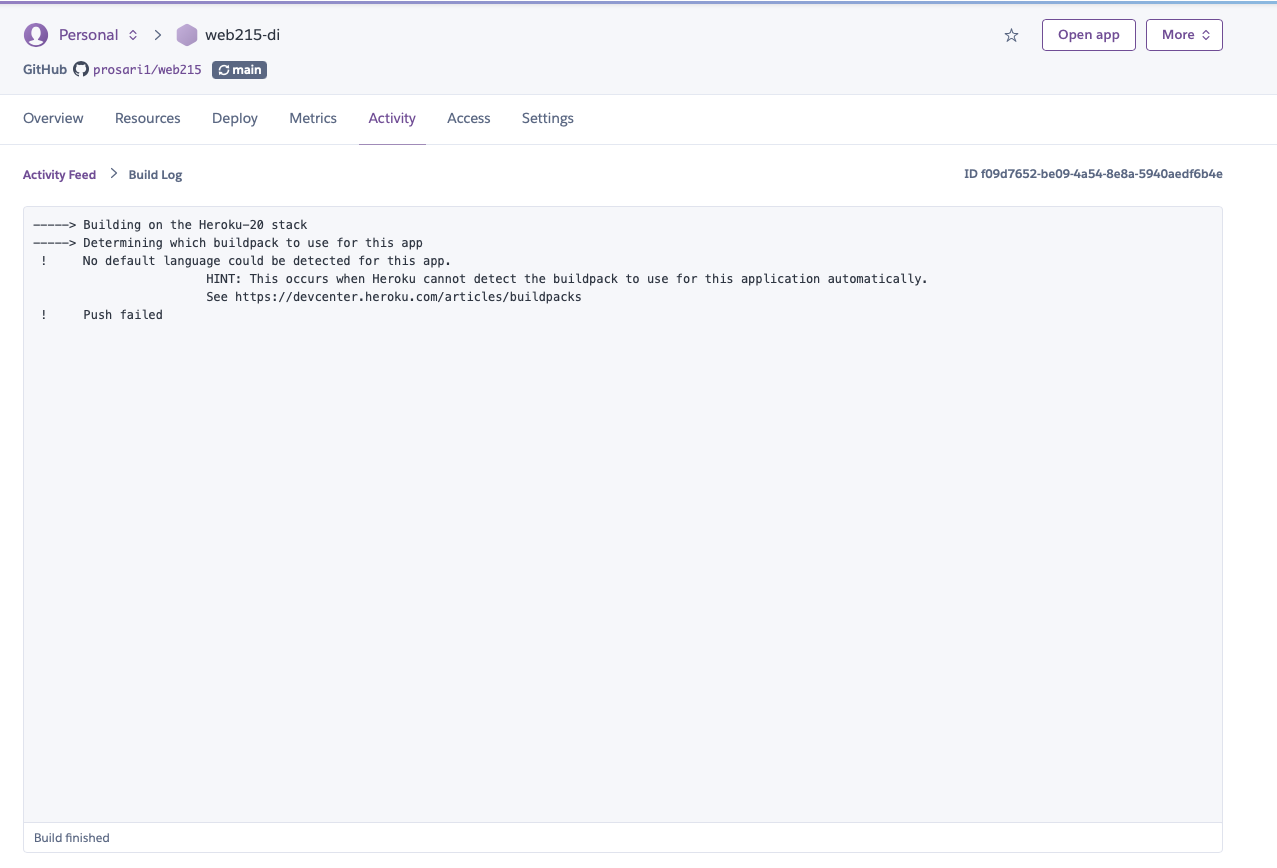 Personal web215-di Open app More
GitHub prosari1/web215 main
Overview Resources Deploy Metrics Activity Access Settings
Activity Feed Build Log ID f09d7652-be09-4a54-8e8a-5940aedf6b4e
-----> Building on the Heroku-20 stack
-----> Determining which buildpack to use for this app
! No default language could be detected for this app.
HINT: This occurs when Heroku cannot detect the buildpack to use for this application automatically.
See https://devcenter.heroku.com/articles/buildpacks
! Push failed
Build finished